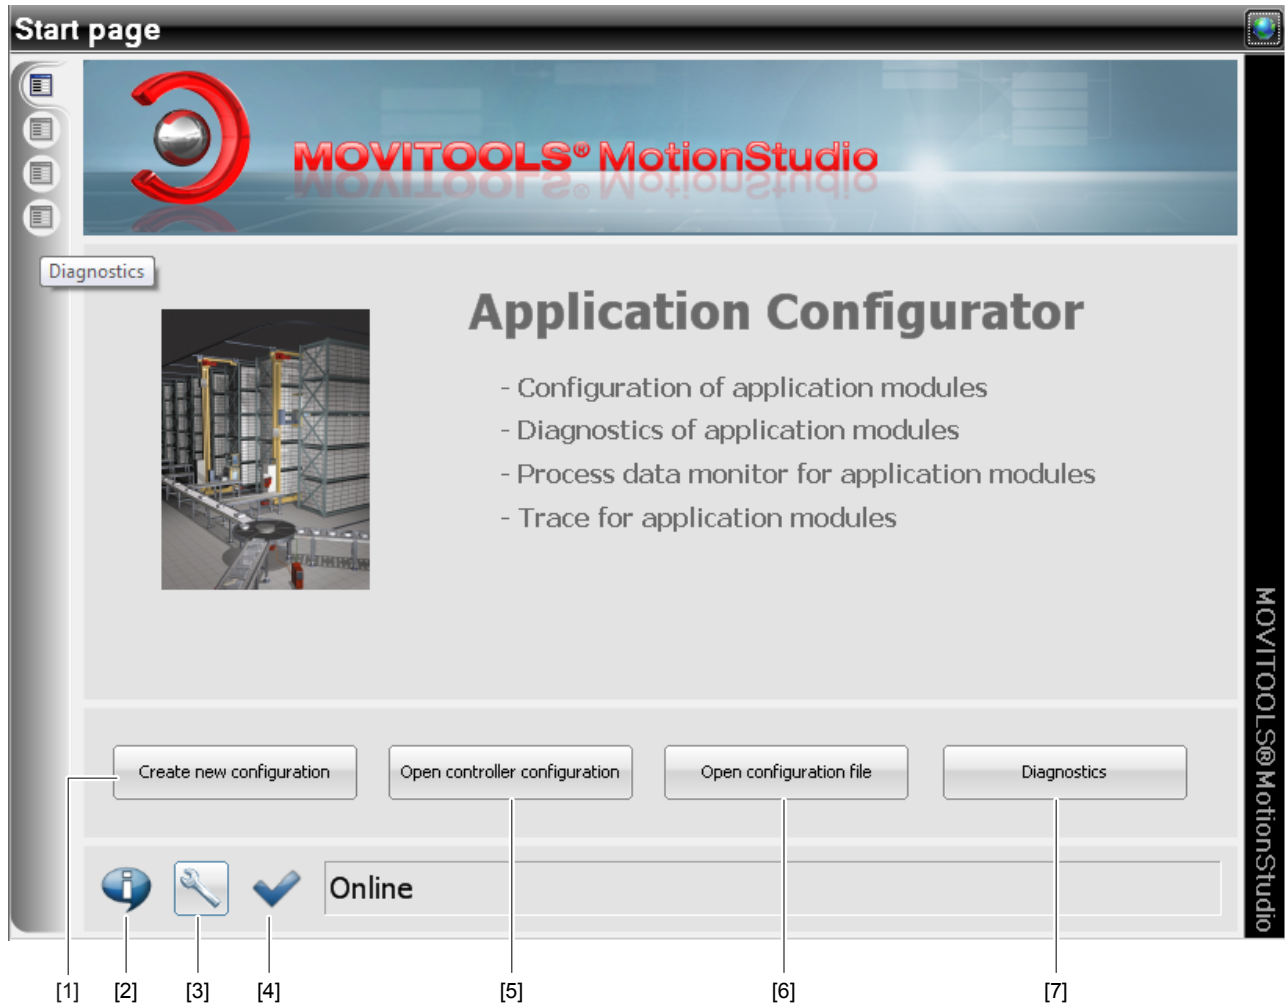 Start page
MOVITOOLS® MotionStudio
Diagnostics
Application Configurator
- Configuration of application modules
- Diagnostics of application modules
- Process data monitor for application modules
- Trace for application modules
Create new configuration
Open controller configuration
Open configuration file
Diagnostics
Online
MOVITOOLS®MotionStudio
[1]
[2]
[3]
[4]
[5]
[6]
[7]